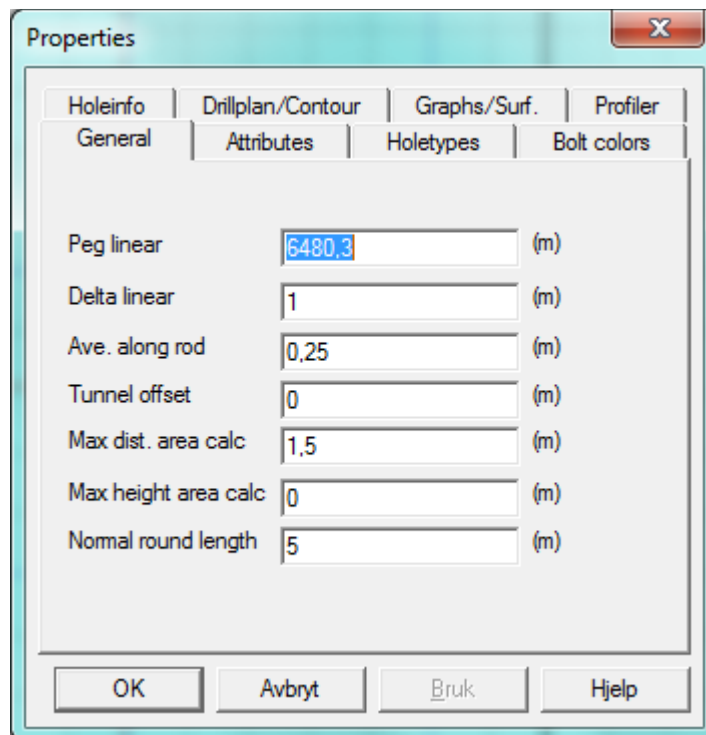 Properties
Holeinfo Drillplan/Contour Graphs/Surf. Profiler
General Attributes Holetypes Bolt colors
Peg linear 6480,3 (m)
Delta linear 1 (m)
Ave. along rod 0,25 (m)
Tunnel offset 0 (m)
Max dist. area calc 1,5 (m)
Max height area calc 0 (m)
Normal round length 5 (m)
OK Avbryt Bruk Hjelp